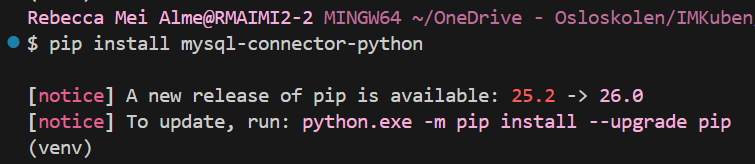 Rebecca Mei Alme@RMAIMI2-2 MINGW64 ~/OneDrive - Osloskolen/IMKuben
$ pip install mysql-connector-python
[notice] A new release of pip is available: 25.2 -> 26.0
[notice] To update, run: python.exe -m pip install --upgrade pip
(venv)